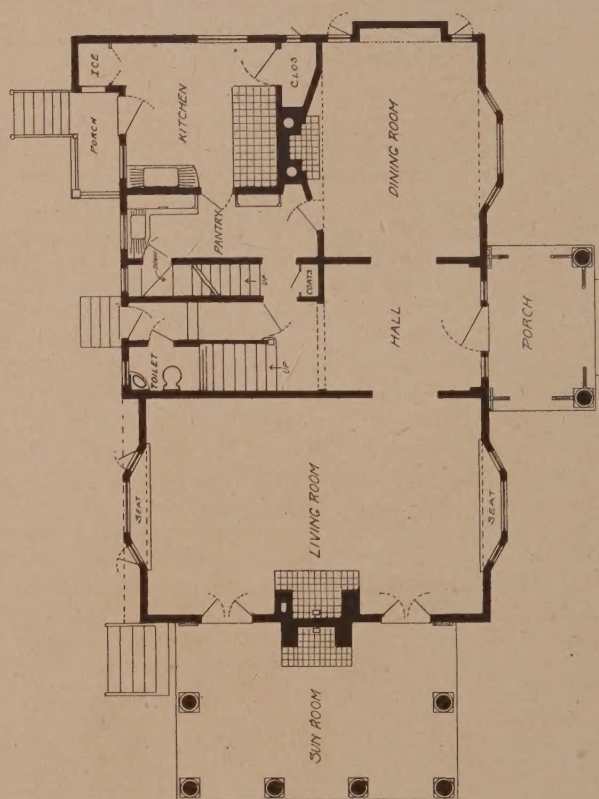 ICE
CLOS
PORCH
KITCHEN
DINING ROOM
PANTRY
DOWN
UP
COATS
HALL
PORCH
TOILET
UP
SEAT
LIVING ROOM
SEAT
SUN ROOM